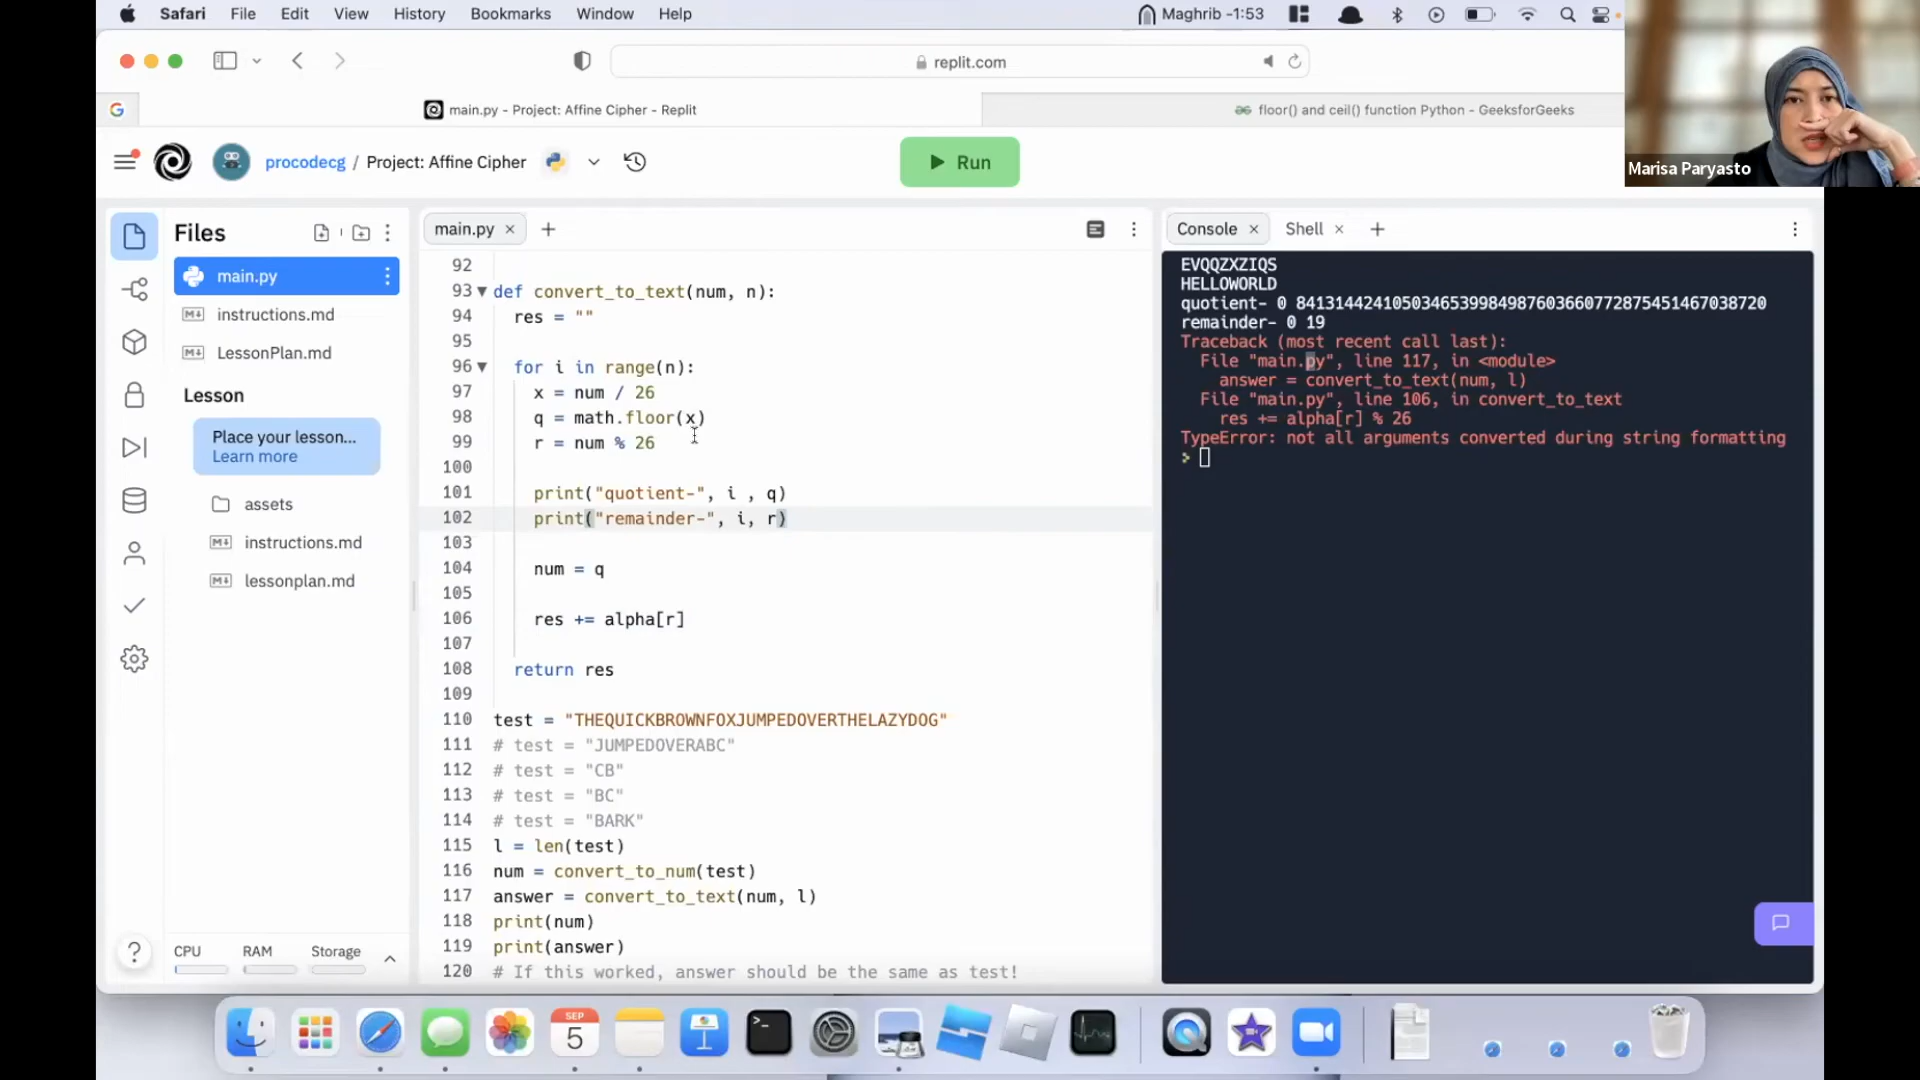 Safari File Edit View History Bookmarks Window Help Maghrib -1:53
replit.com
G main.py - Project: Affine Cipher - Replit floor() and ceil() function Python - GeeksforGeeks
procodecg / Project: Affine Cipher Run
Marisa Paryasto
Files
main.py
instructions.md
LessonPlan.md
Lesson
Place your lesson...
Learn more
assets
instructions.md
lessonplan.md
? CPU RAM Storage
main.py × +
92
93 def convert_to_text(num, n):
94 res = ""
95
96 for i in range(n):
97 x = num / 26
98 q = math.floor(x)
99 r = num % 26
100
101 print("quotient-", i , q)
102 print("remainder-", i, r)
103
104 num = q
105
106 res += alpha[r]
107
108 return res
109
110 test = "THEQUICKBROWNFOXJUMPEDOVERTHELAZYDOG"
111 # test = "JUMPEDOVERABC"
112 # test = "CB"
113 # test = "BC"
114 # test = "BARK"
115 l = len(test)
116 num = convert_to_num(test)
117 answer = convert_to_text(num, l)
118 print(num)
119 print(answer)
120 # If this worked, answer should be the same as test!
Console × Shell × +
EVQQZXZIQS
HELLOWORLD
quotient- 0 84131442410503465399849876036607728754514670387​20
remainder- 0 19
Traceback (most recent call last):
File "main.py", line 117, in <module>
answer = convert_to_text(num, l)
File "main.py", line 106, in convert_to_text
res += alpha[r] % 26
TypeError: not all arguments converted during string formatting
>
SEP
5